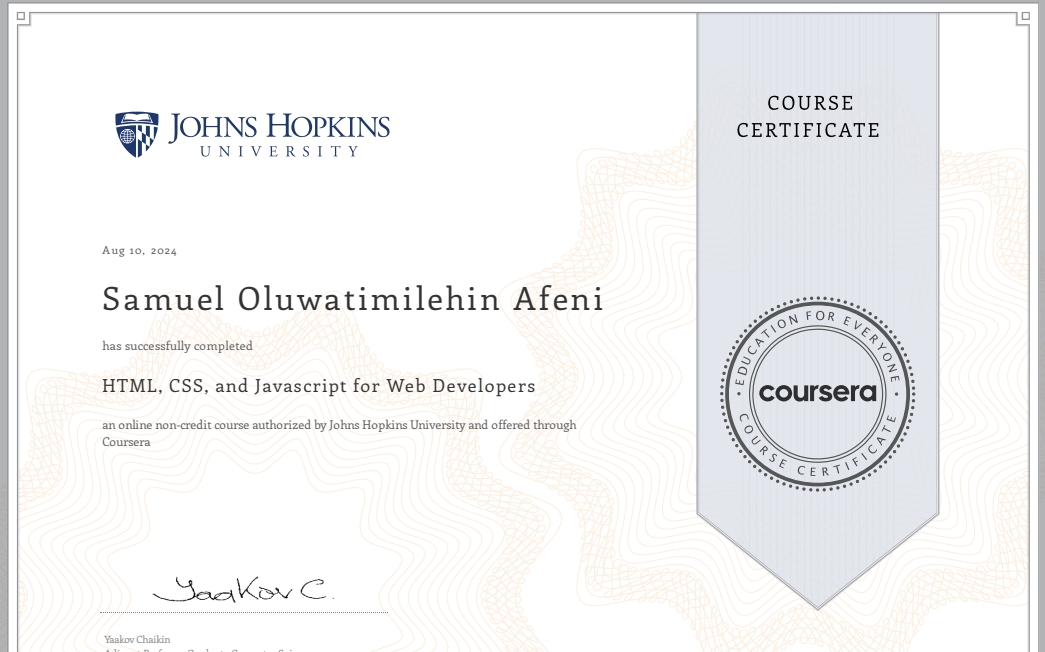 JOHNS HOPKINS
UNIVERSITY
COURSE
CERTIFICATE
Aug 10, 2024
Samuel Oluwatimilehin Afeni
has successfully completed
HTML, CSS, and Javascript for Web Developers
an online non-credit course authorized by Johns Hopkins University and offered through
Coursera
EDUCATION FOR EVERYONE
coursera
COURSE CERTIFICATE
Yaakov C.
Yaakov Chaikin